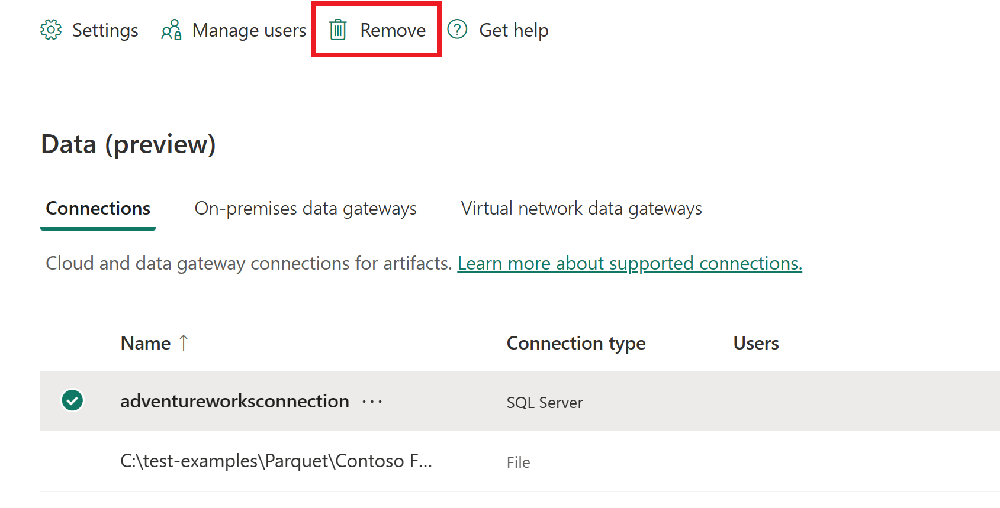 Settings Manage users Remove Get help
Data (preview)
Connections On-premises data gateways Virtual network data gateways
Cloud and data gateway connections for artifacts. Learn more about supported connections.
Name ↑ Connection type Users
adventureworksconnection ... SQL Server
C:\test-examples\Parquet\Contoso F... File